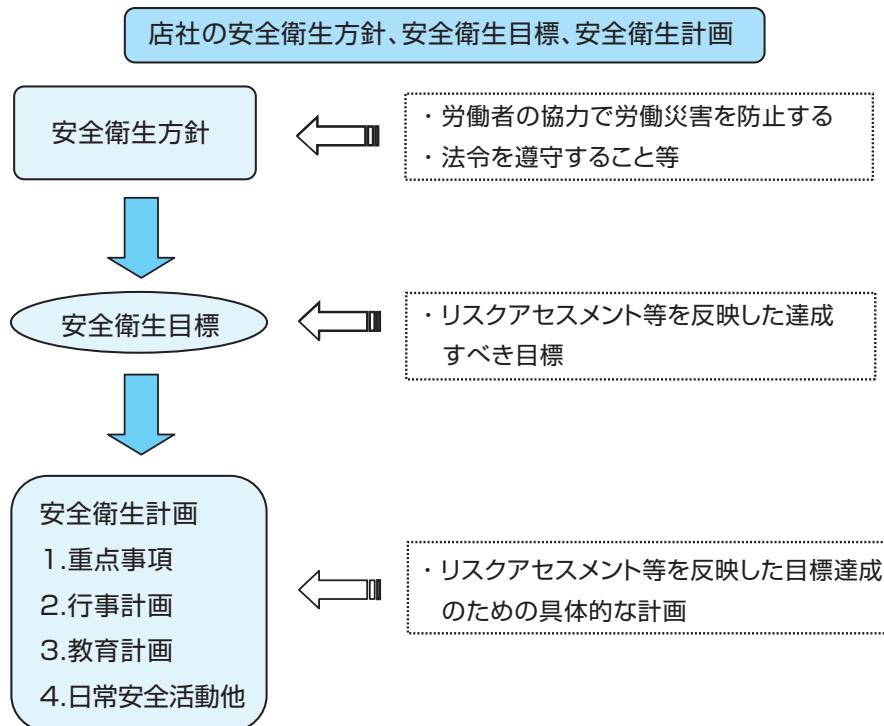 店社の安全衛生方針、安全衛生目標、安全衛生計画
安全衛生方針
・労働者の協力で労働災害を防止する
・法令を遵守すること等
安全衛生目標
・リスクアセスメント等を反映した達成
すべき目標
安全衛生計画
1.重点事項
2.行事計画
3.教育計画
4.日常安全活動他
・リスクアセスメント等を反映した目標達成
のための具体的な計画